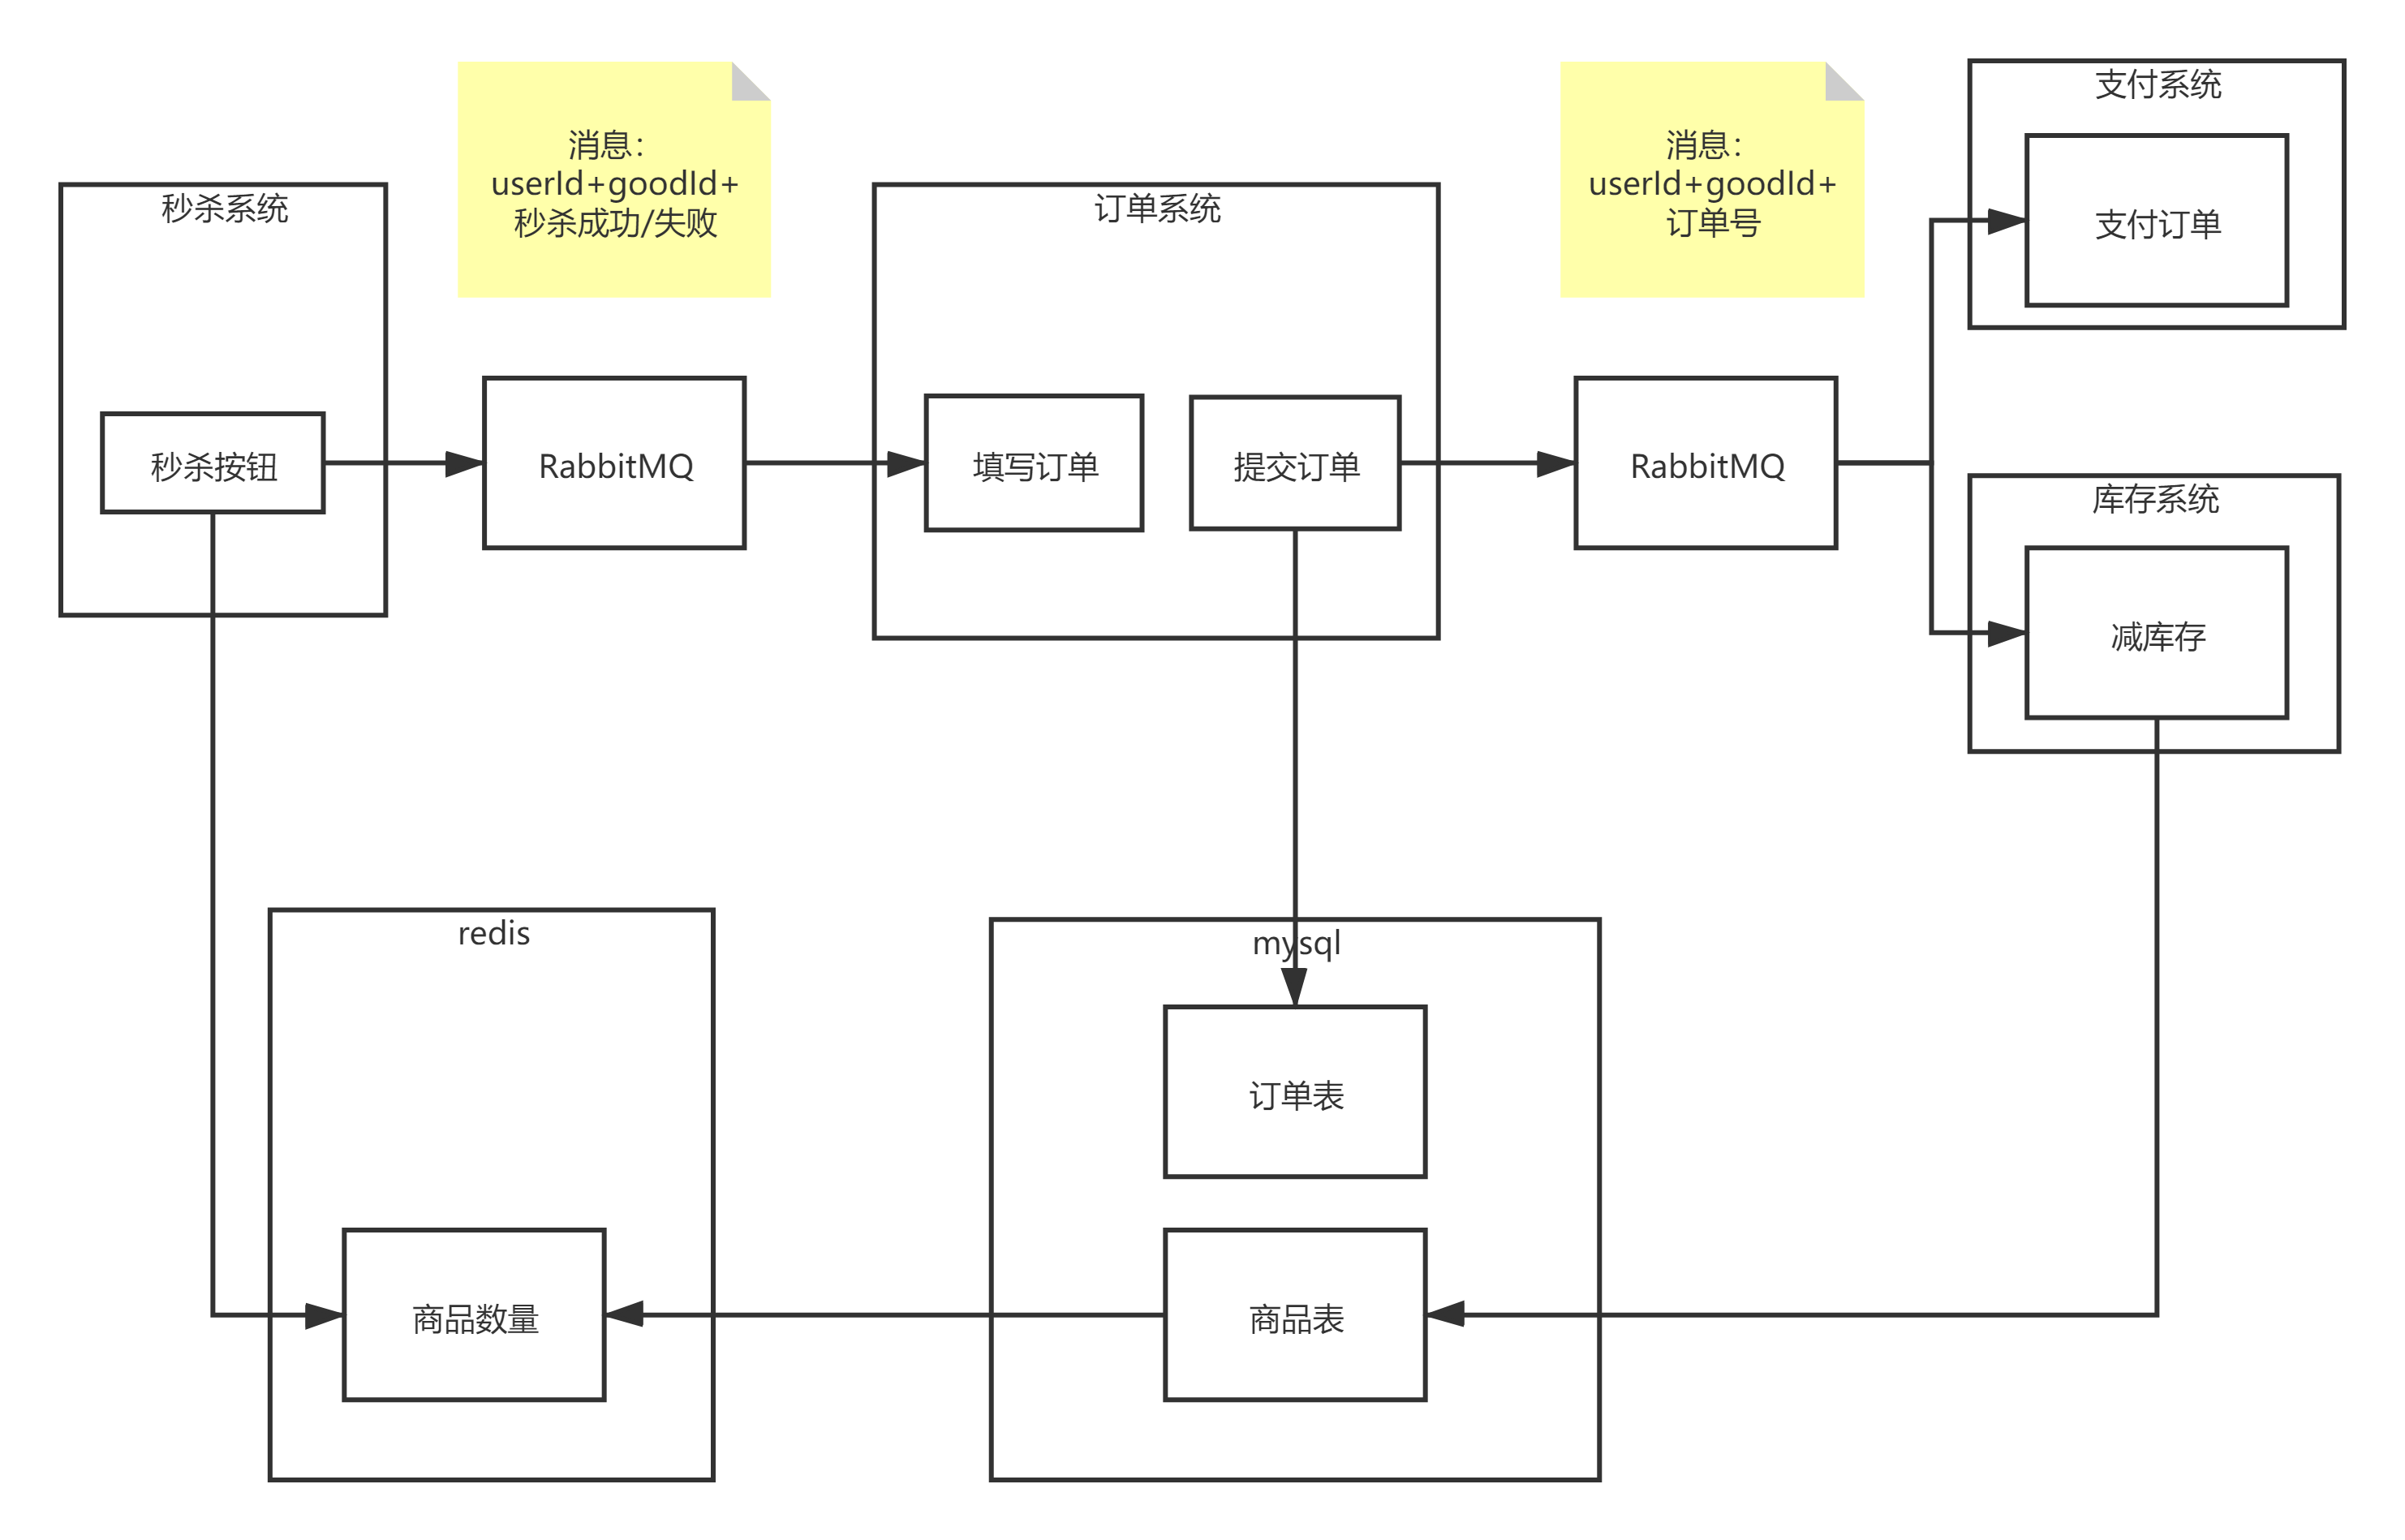 消息：
userId+goodId+
秒杀成功/失败
消息：
userId+goodId+
订单号
支付系统
支付订单
秒杀系统
秒杀按钮
RabbitMQ
订单系统
填写订单
提交订单
RabbitMQ
库存系统
减库存
redis
商品数量
mysql
订单表
商品表